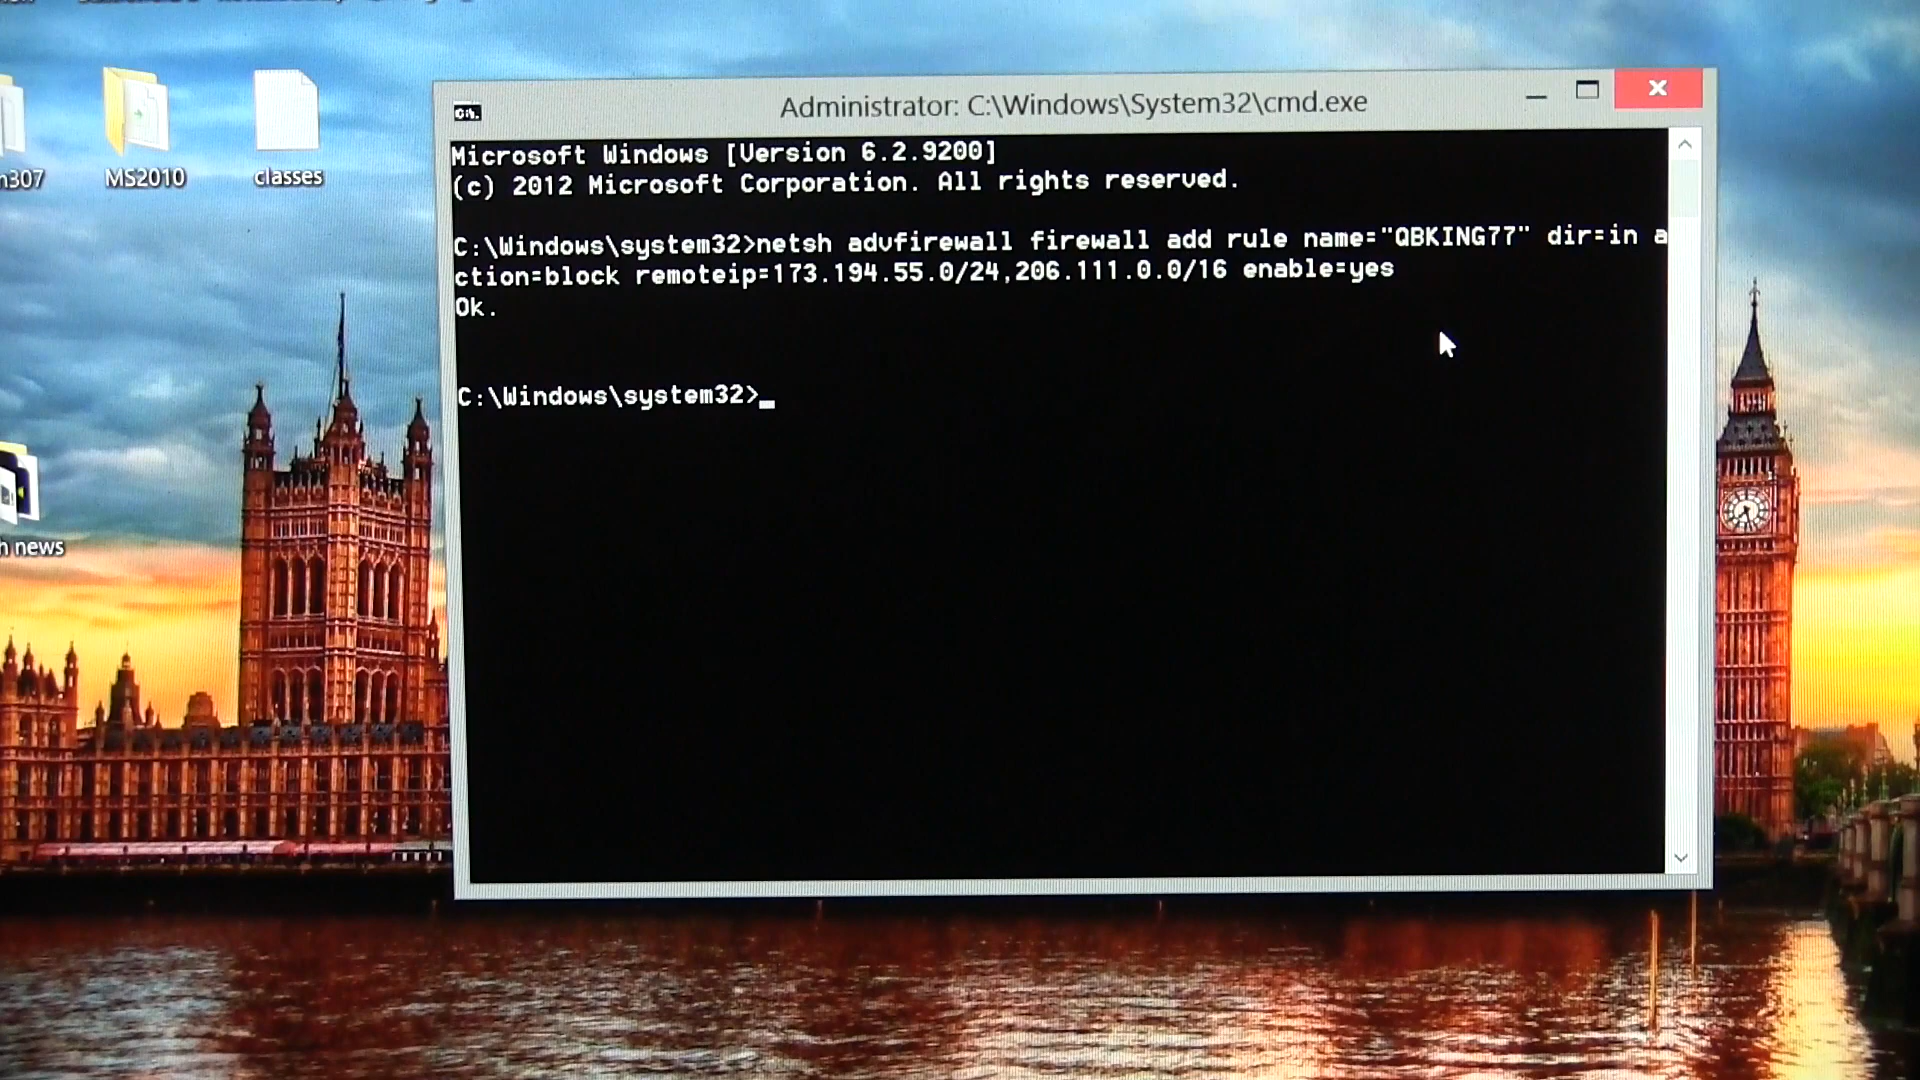 Administrator: C:\Windows\System32\cmd.exe
Microsoft Windows [Version 6.2.9200]
(c) 2012 Microsoft Corporation. All rights reserved.
C:\Windows\system32>netsh advfirewall firewall add rule name="QBKING77" dir=in a
ction=block remoteip=173.194.55.0/24,206.111.0.0/16 enable=yes
Ok.
C:\Windows\system32>_
n307
MS2010
classes
h news